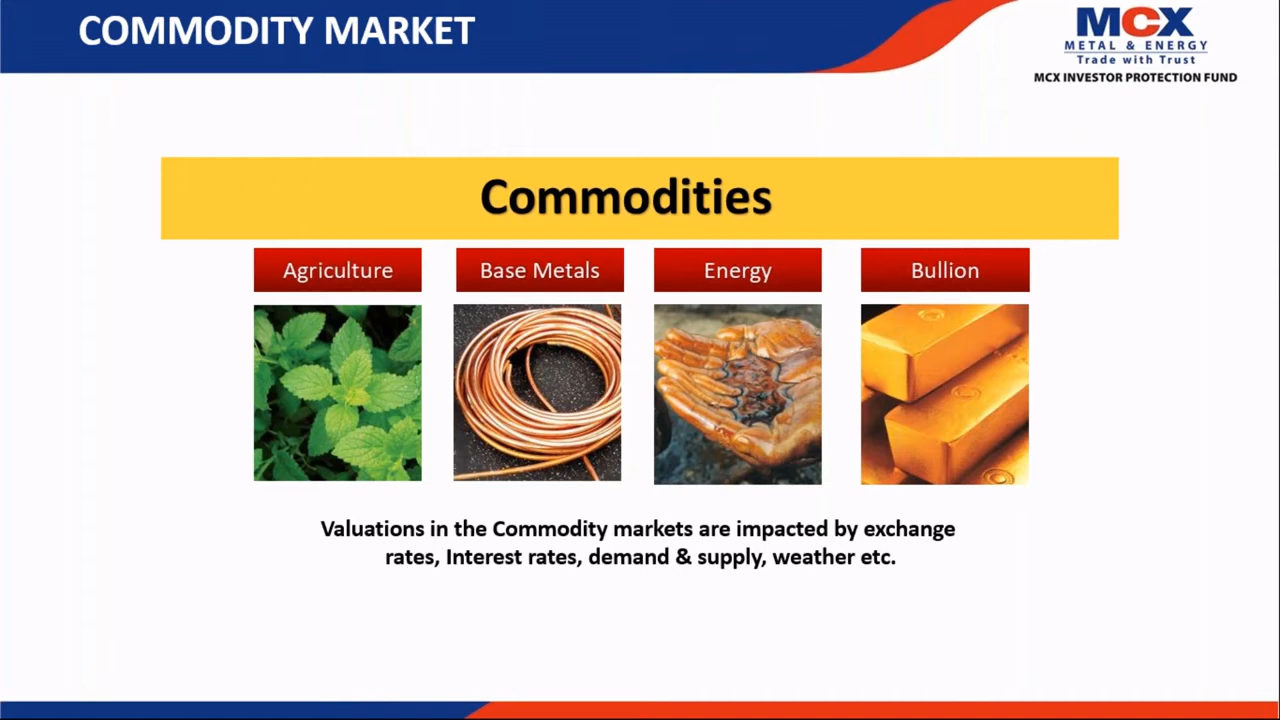 COMMODITY MARKET
MCX
METAL & ENERGY
Trade with Trust
MCX INVESTOR PROTECTION FUND
Commodities
Agriculture
Base Metals
Energy
Bullion
Valuations in the Commodity markets are impacted by exchange
rates, Interest rates, demand & supply, weather etc.